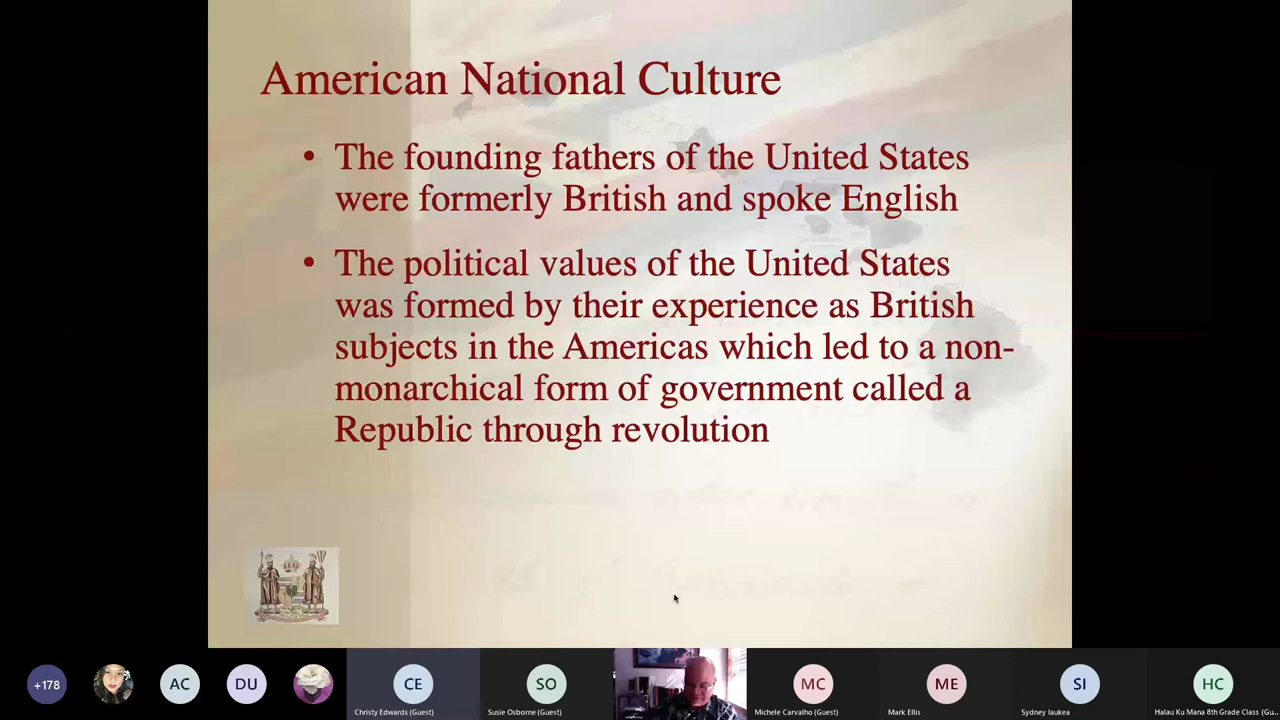 American National Culture
• The founding fathers of the United States
were formerly British and spoke English
• The political values of the United States
was formed by their experience as British
subjects in the Americas which led to a non-
monarchical form of government called a
Republic through revolution
+178
AC
DU
CE
Christy Edwards (Guest)
SO
Susie Osborne (Guest)
MC
Michele Carvalho (Guest)
ME
Mark Ellis
SI
Sydney Iaukea
HC
Halau Ku Mana 8th Grade Class (Gu...